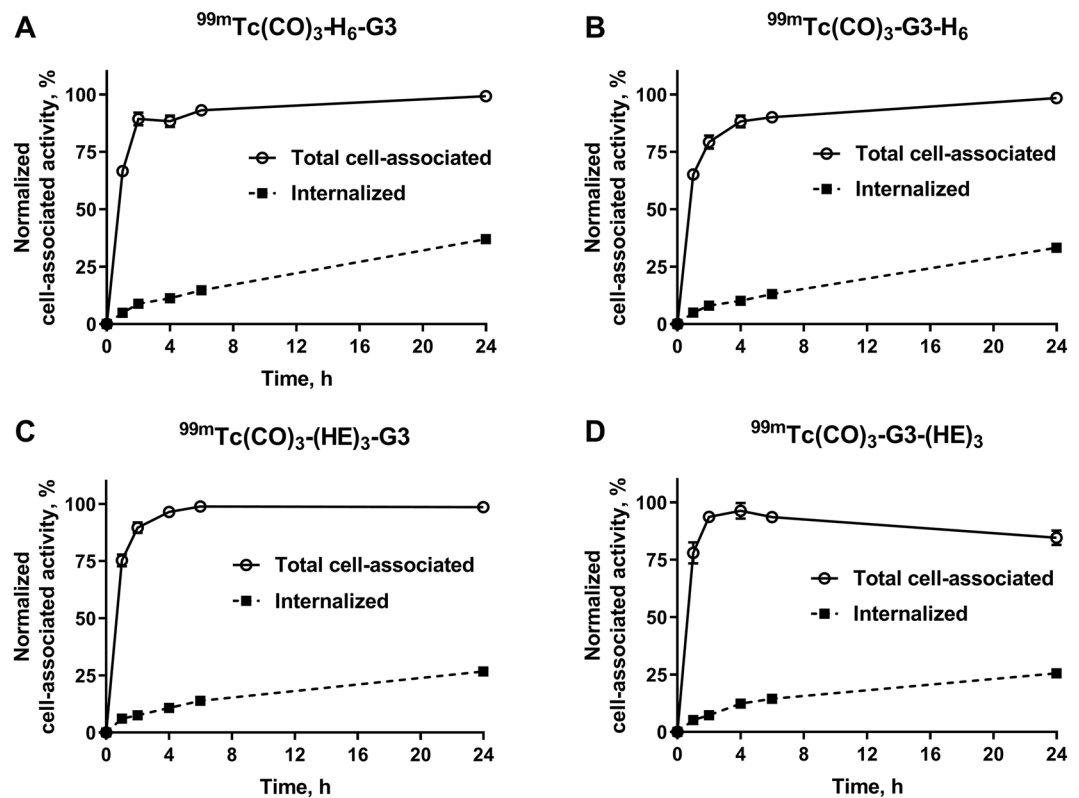 A
⁹⁹ᵐTc(CO)₃-H₆-G3
Normalized
cell-associated activity, %
100
75
50
25
0
Total cell-associated
Internalized
0 4 8 12 16 20 24
Time, h
B
⁹⁹ᵐTc(CO)₃-G3-H₆
Normalized
cell-associated activity, %
100
75
50
25
0
Total cell-associated
Internalized
0 4 8 12 16 20 24
C
⁹⁹ᵐTc(CO)₃-(HE)₃-G3
Normalized
cell-associated activity, %
100
75
50
25
0
Total cell-associated
Internalized
0 4 8 12 16 20 24
Time, h
D
⁹⁹ᵐTc(CO)₃-G3-(HE)₃
Normalized
cell-associated activity, %
100
75
50
25
0
Total cell-associated
Internalized
0 4 8 12 16 20 24
Time, h